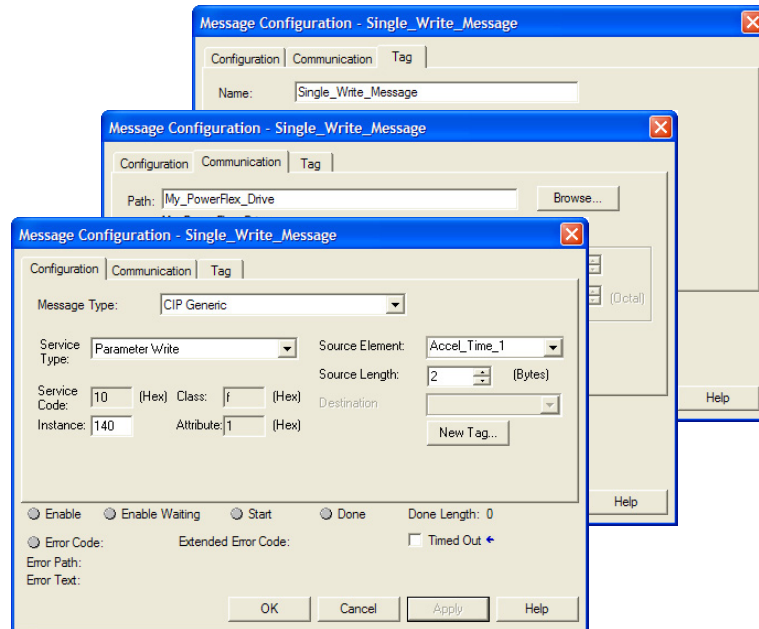 Message Configuration - Single_Write_Message
Configuration Communication Tag
Name: Single_Write_Message
Message Configuration - Single_Write_Message
Configuration Communication Tag
Path: My_PowerFlex_Drive Browse...
(Octal)
Help
Help
Message Configuration - Single_Write_Message
Configuration Communication Tag
Message Type: CIP Generic
Service Type: Parameter Write Source Element: Accel_Time_1
Source Length: 2 (Bytes)
Service Code: 10 (Hex) Class: f (Hex) Destination
Instance: 140 Attribute: 1 (Hex) New Tag...
Enable Enable Waiting Start Done Done Length: 0
Error Code: Extended Error Code: Timed Out
Error Path:
Error Text:
OK Cancel Apply Help